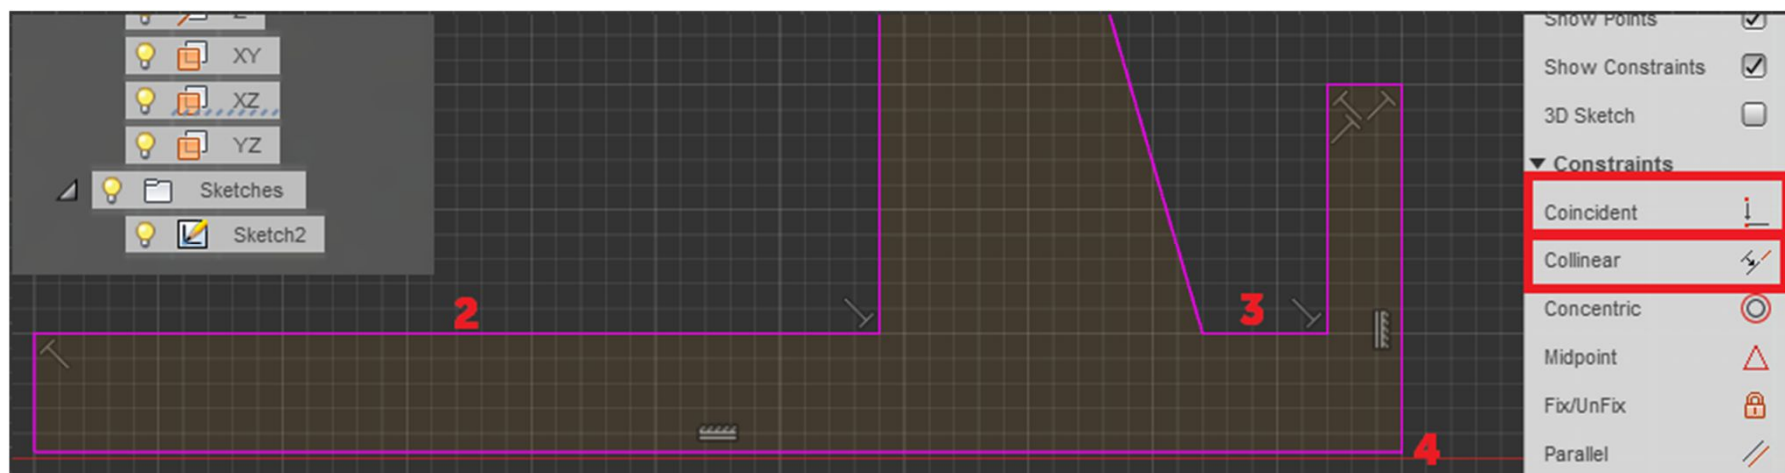 XY
XZ
YZ
Sketches
Sketch2
2
3
4
Show Points
Show Constraints
3D Sketch
Constraints
Coincident
Collinear
Concentric
Midpoint
Fix/UnFix
Parallel